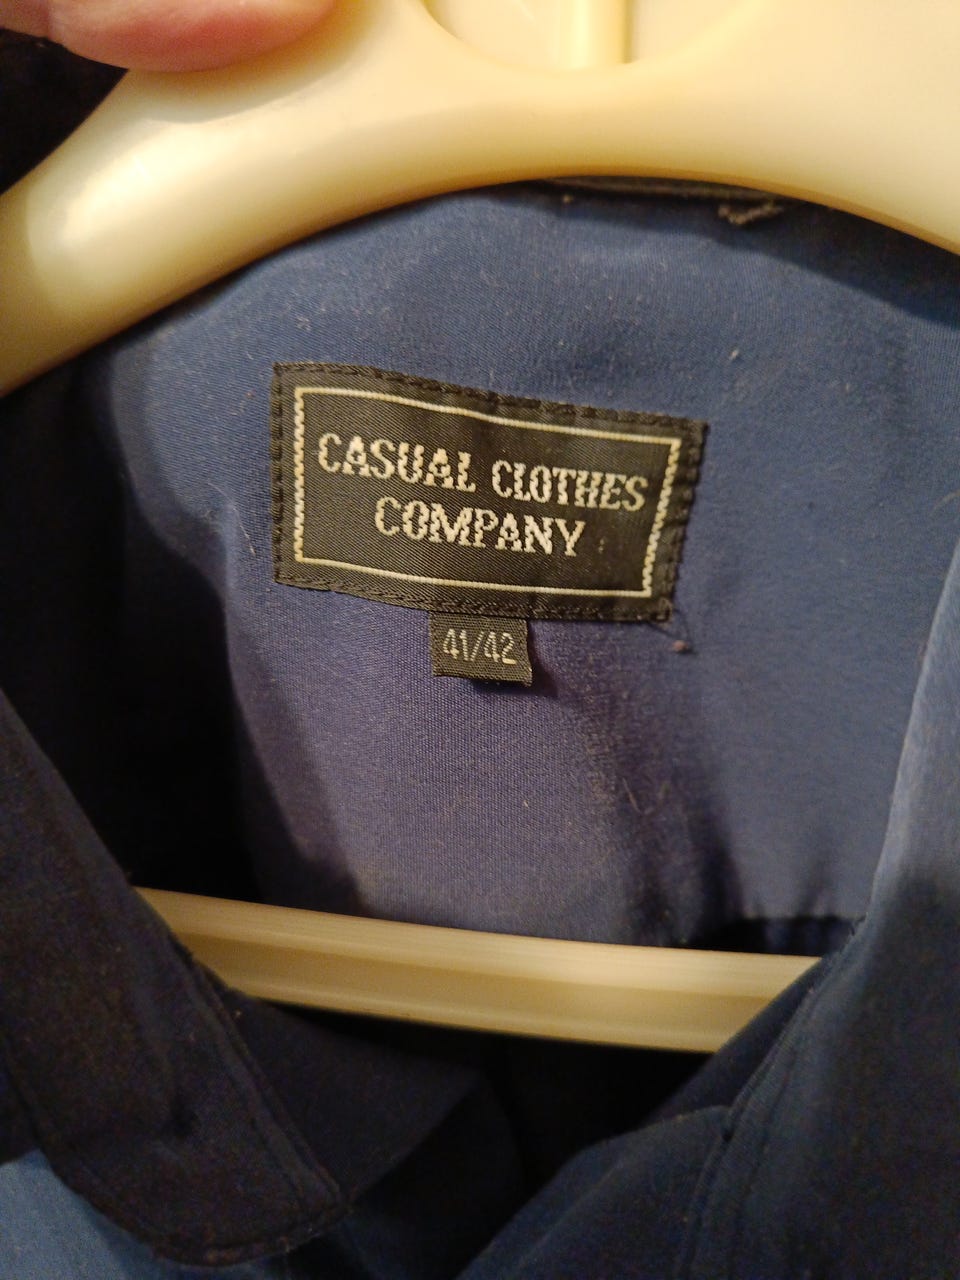 CASUAL CLOTHES
COMPANY
41/42